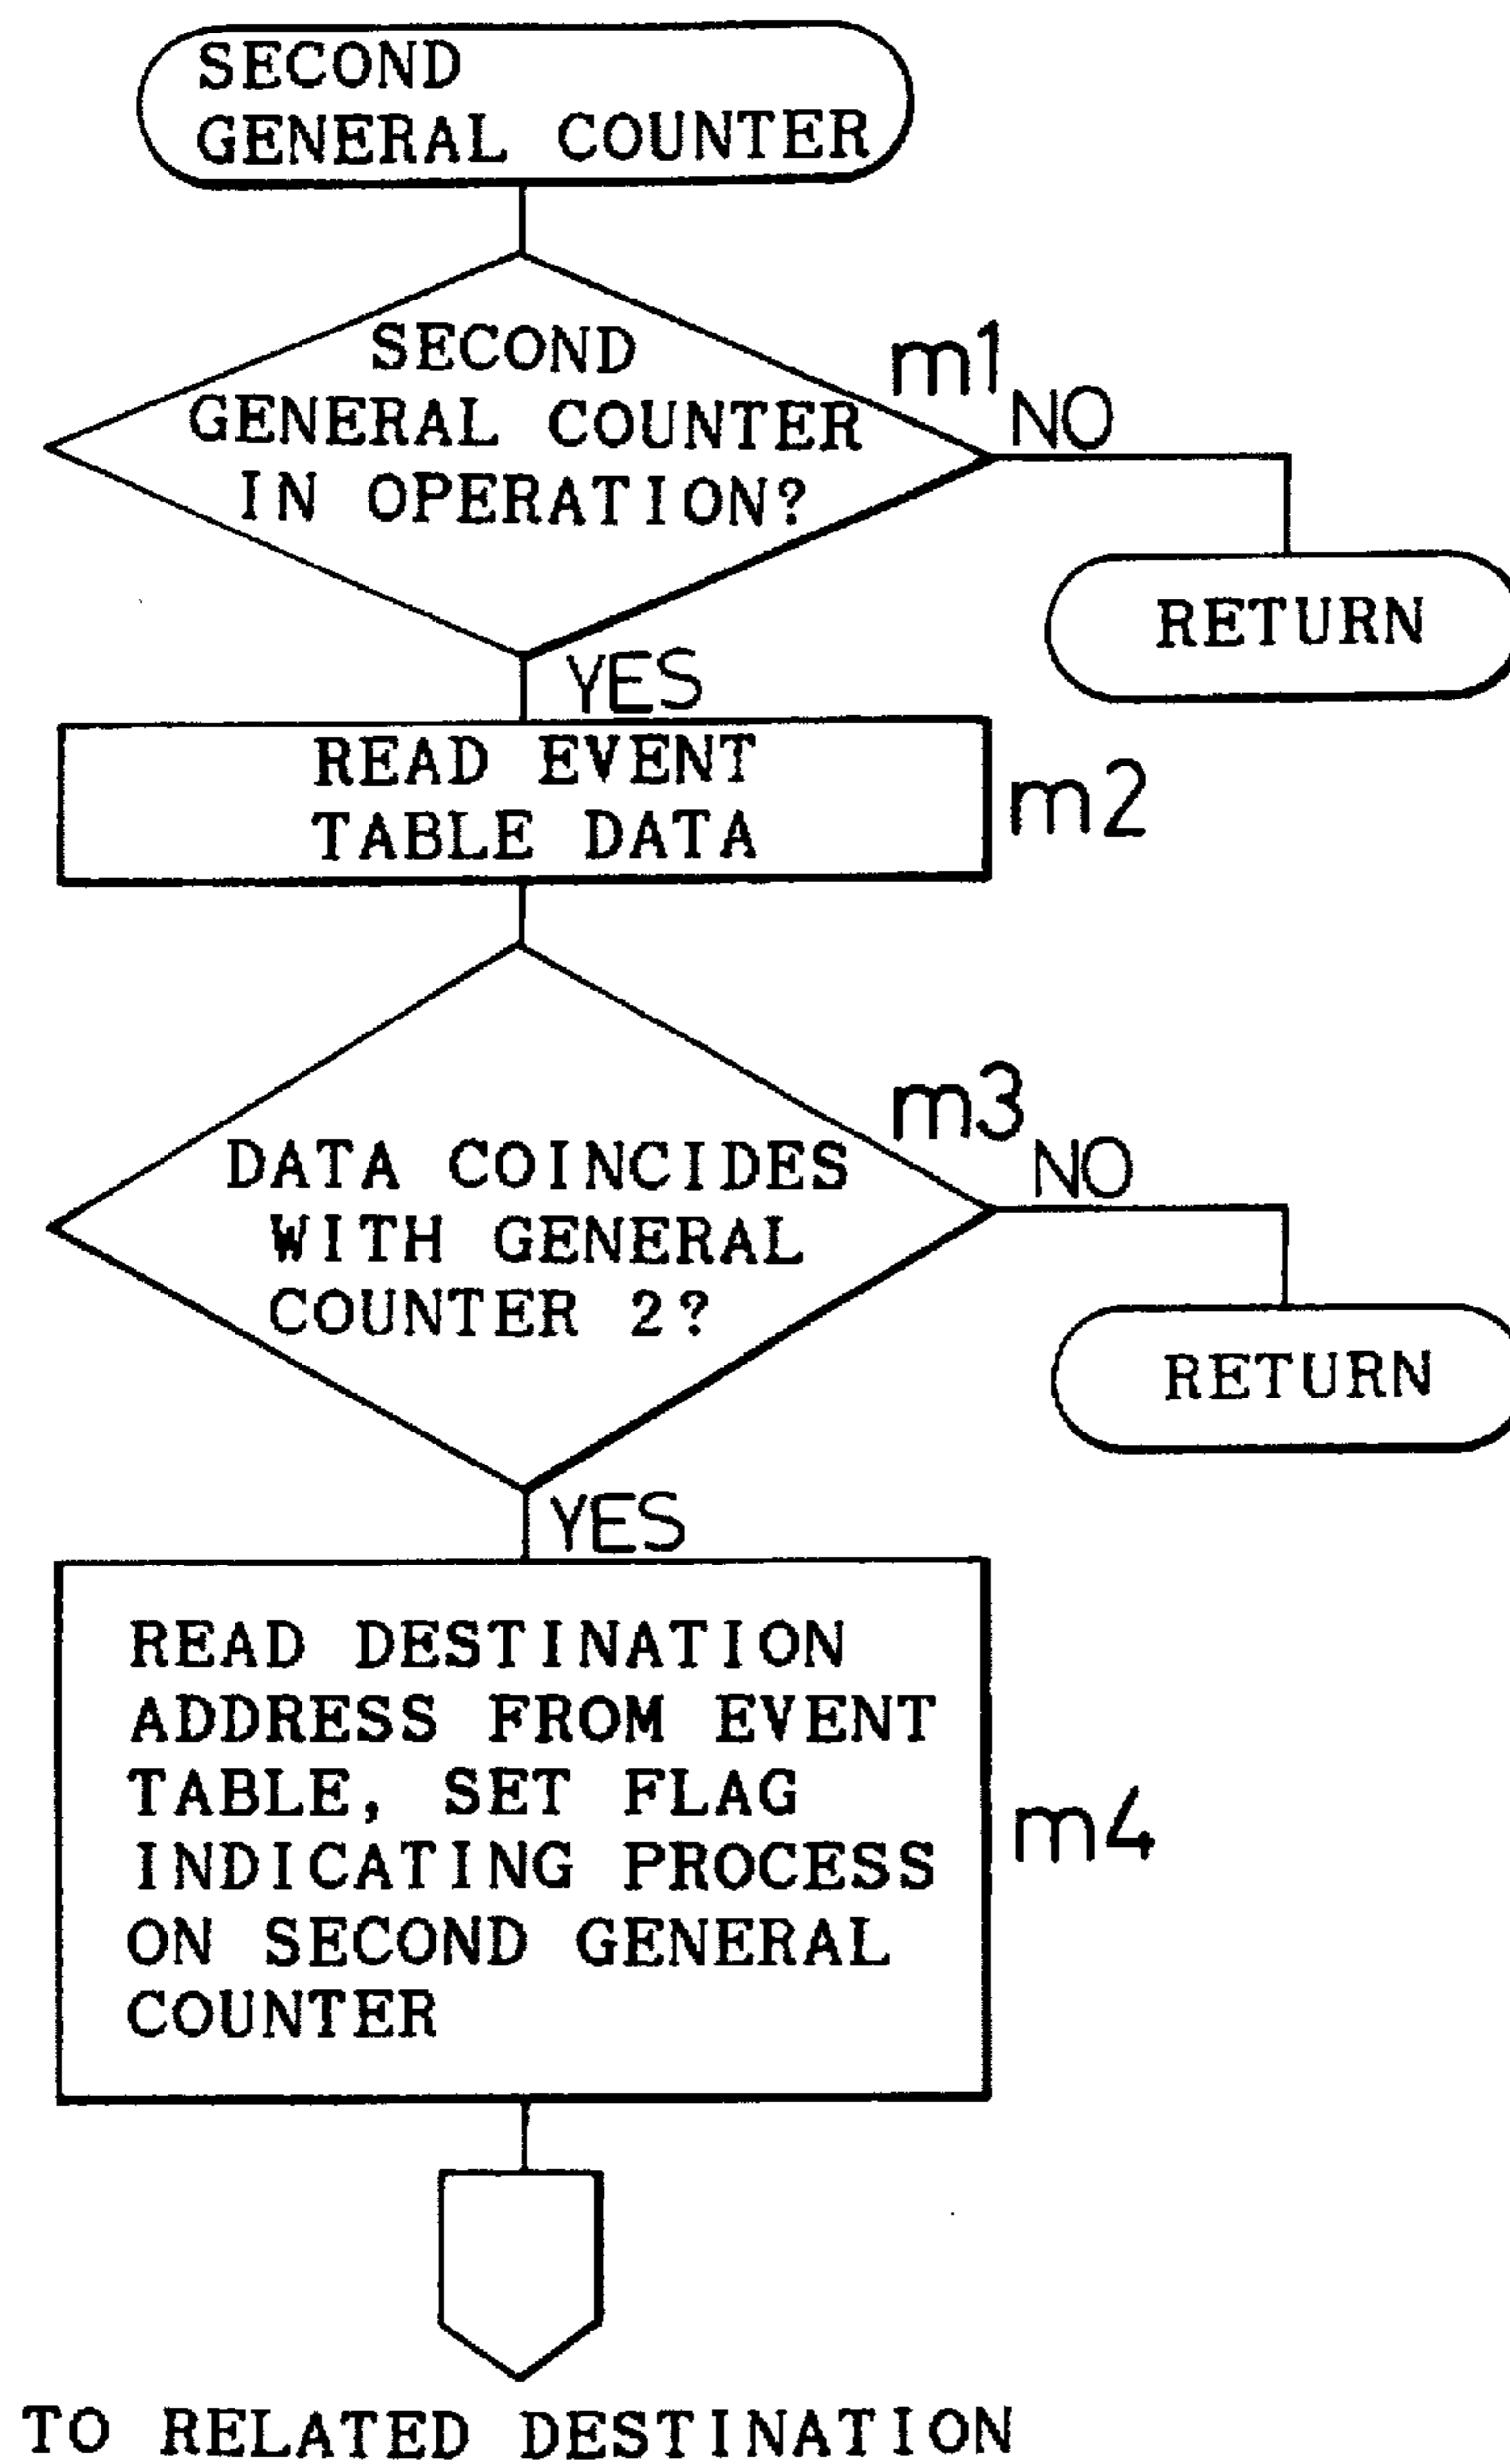 SECOND
GENERAL COUNTER
SECOND
GENERAL COUNTER
IN OPERATION?
m1
NO
RETURN
YES
READ EVENT
TABLE DATA
m2
DATA COINCIDES
WITH GENERAL
COUNTER 2?
m3
NO
RETURN
YES
READ DESTINATION
ADDRESS FROM EVENT
TABLE, SET FLAG
INDICATING PROCESS
ON SECOND GENERAL
COUNTER
m4
TO RELATED DESTINATION